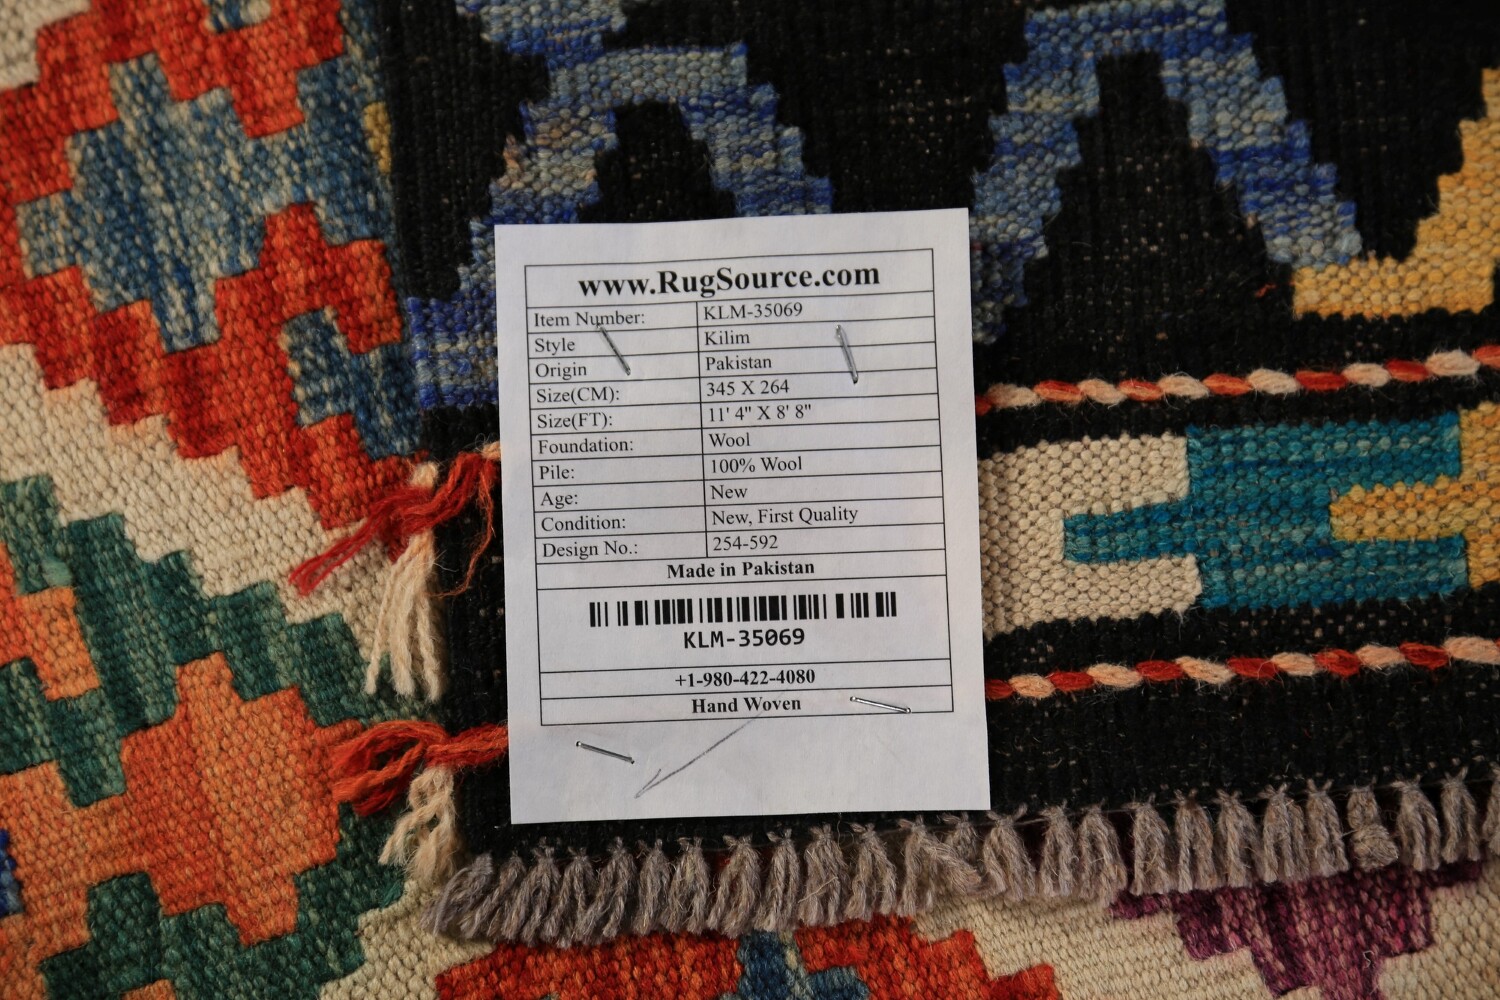 www.RugSource.com
Item Number: KLM-35069
Style Kilim
Origin Pakistan
Size(CM): 345 X 264
Size(FT): 11' 4" X 8' 8"
Foundation: Wool
Pile: 100% Wool
Age: New
Condition: New, First Quality
Design No.: 254-592
Made in Pakistan
KLM-35069
+1-980-422-4080
Hand Woven